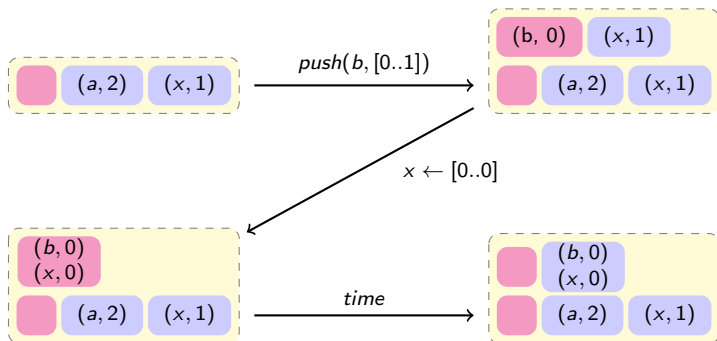 (b, 0) (x, 1)
(a, 2) (x, 1) push(b, [0..1]) (a, 2) (x, 1)
x ← [0..0]
(b, 0)
(x, 0)
(a, 2) (x, 1)
time
(b, 0)
(x, 0)
(a, 2) (x, 1)